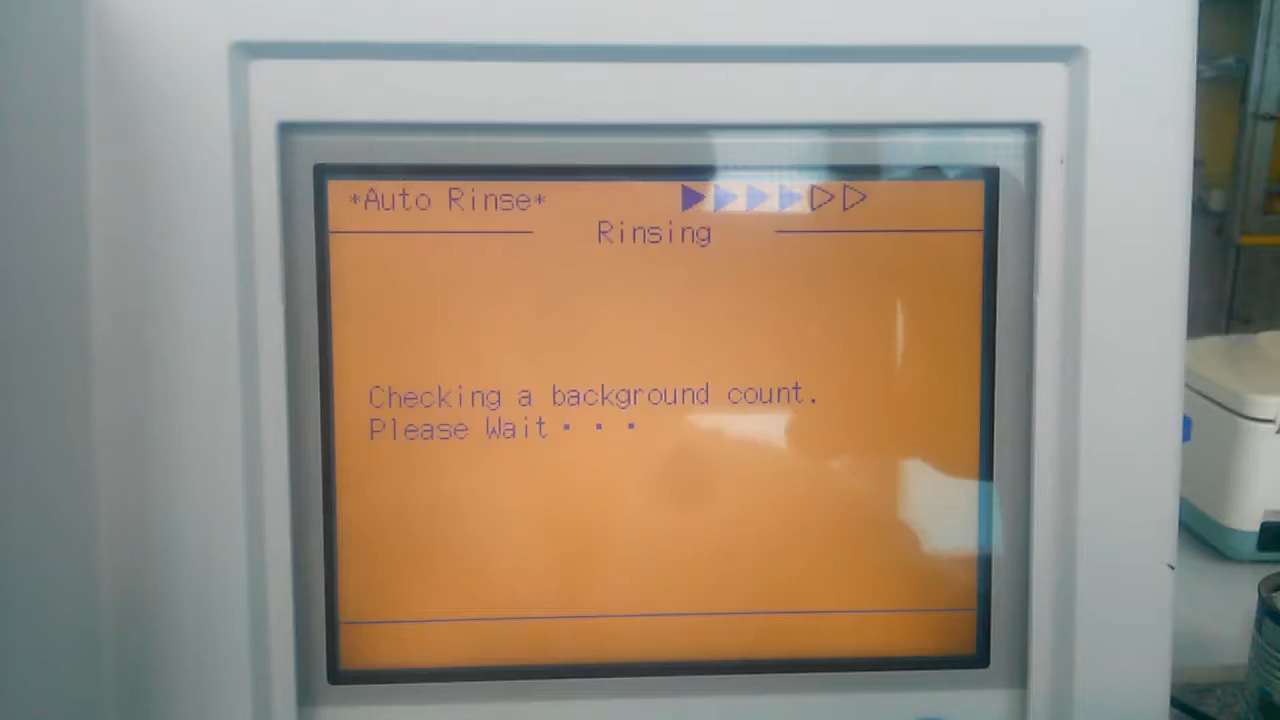 *Auto Rinse* ▶▶▶▶▷▷
Rinsing
Checking a background count.
Please Wait・・・